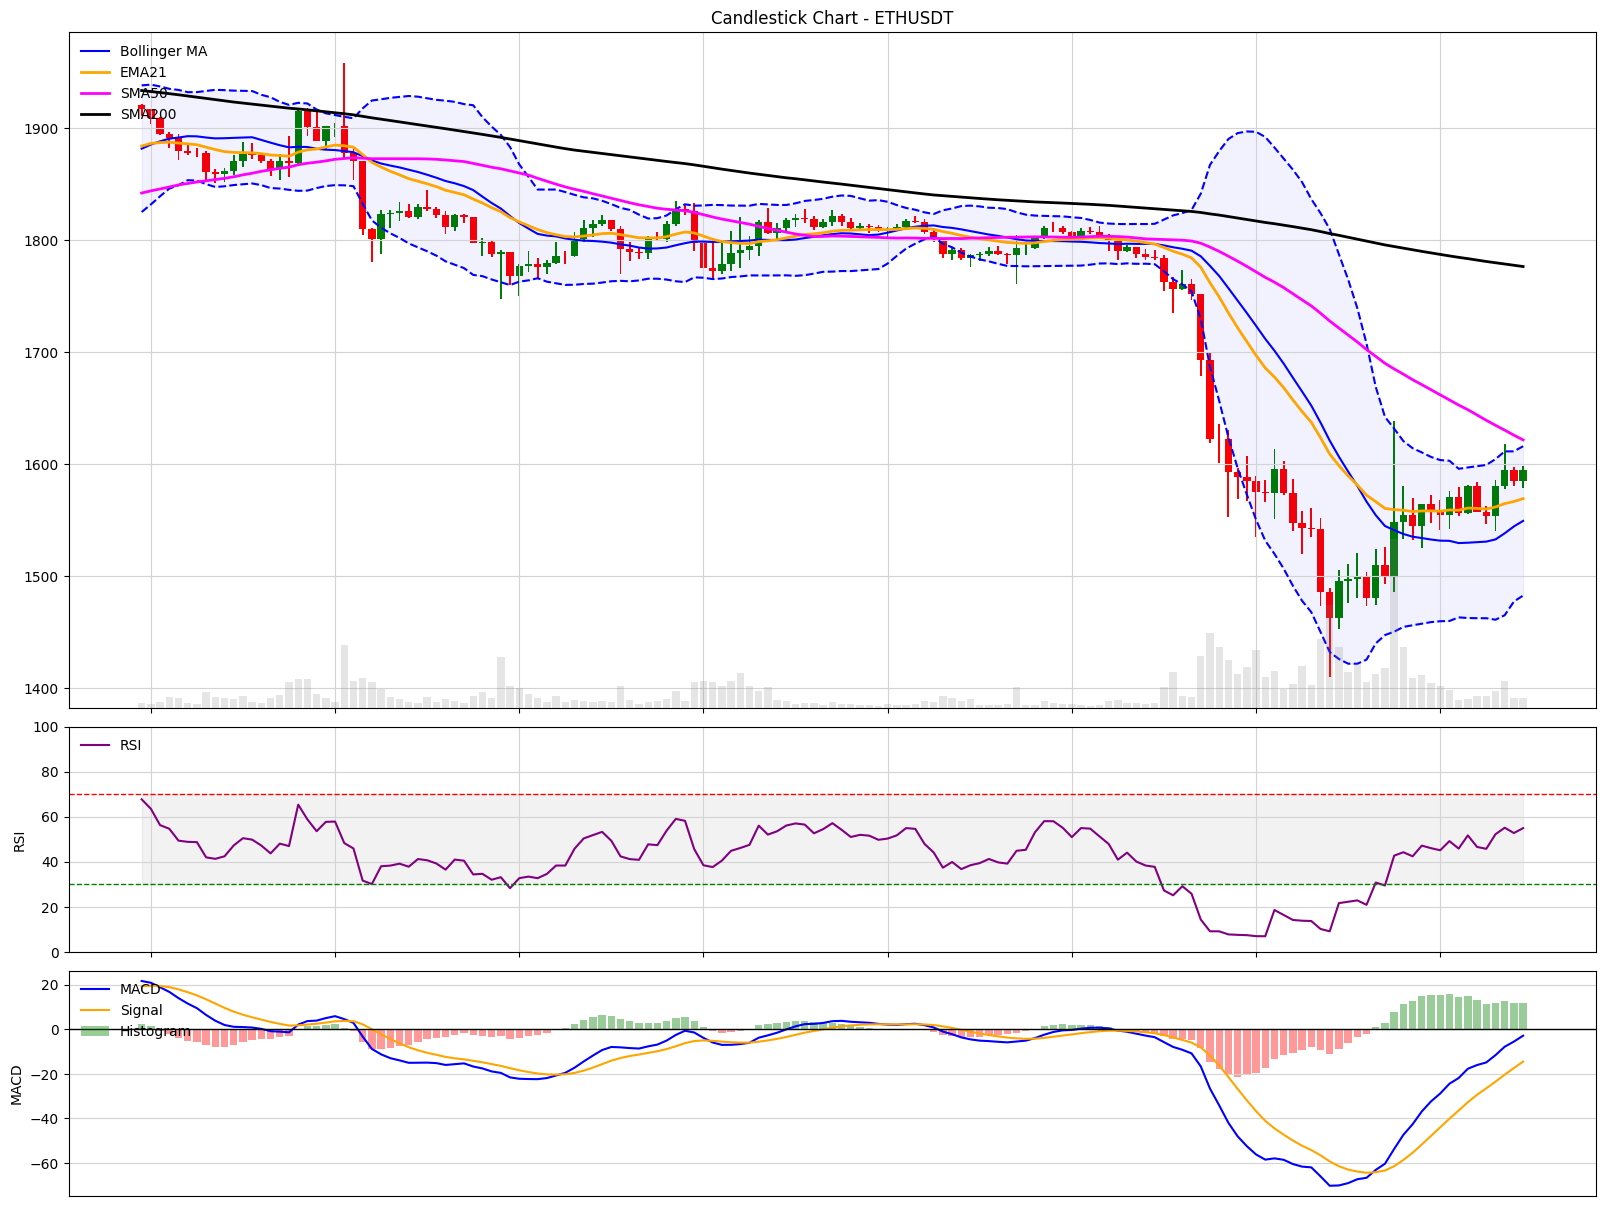 Candlestick Chart - ETHUSDT
Bollinger MA
EMA21
SMA50
SMA200
1900
1800
1700
1600
1500
1400
100
80
60
40
20
0
RSI
RSI
20
0
−20
−40
−60
MACD
MACD
Signal
Histogram